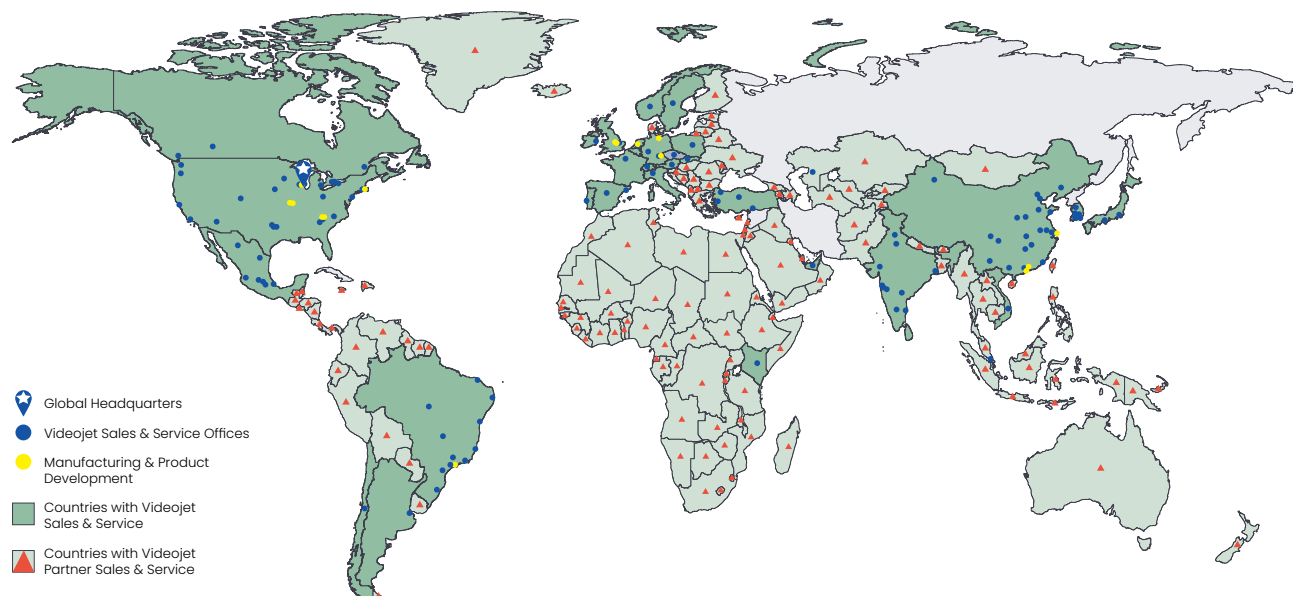 Global Headquarters
Videojet Sales & Service Offices
Manufacturing & Product
Development
Countries with Videojet
Sales & Service
Countries with Videojet
Partner Sales & Service